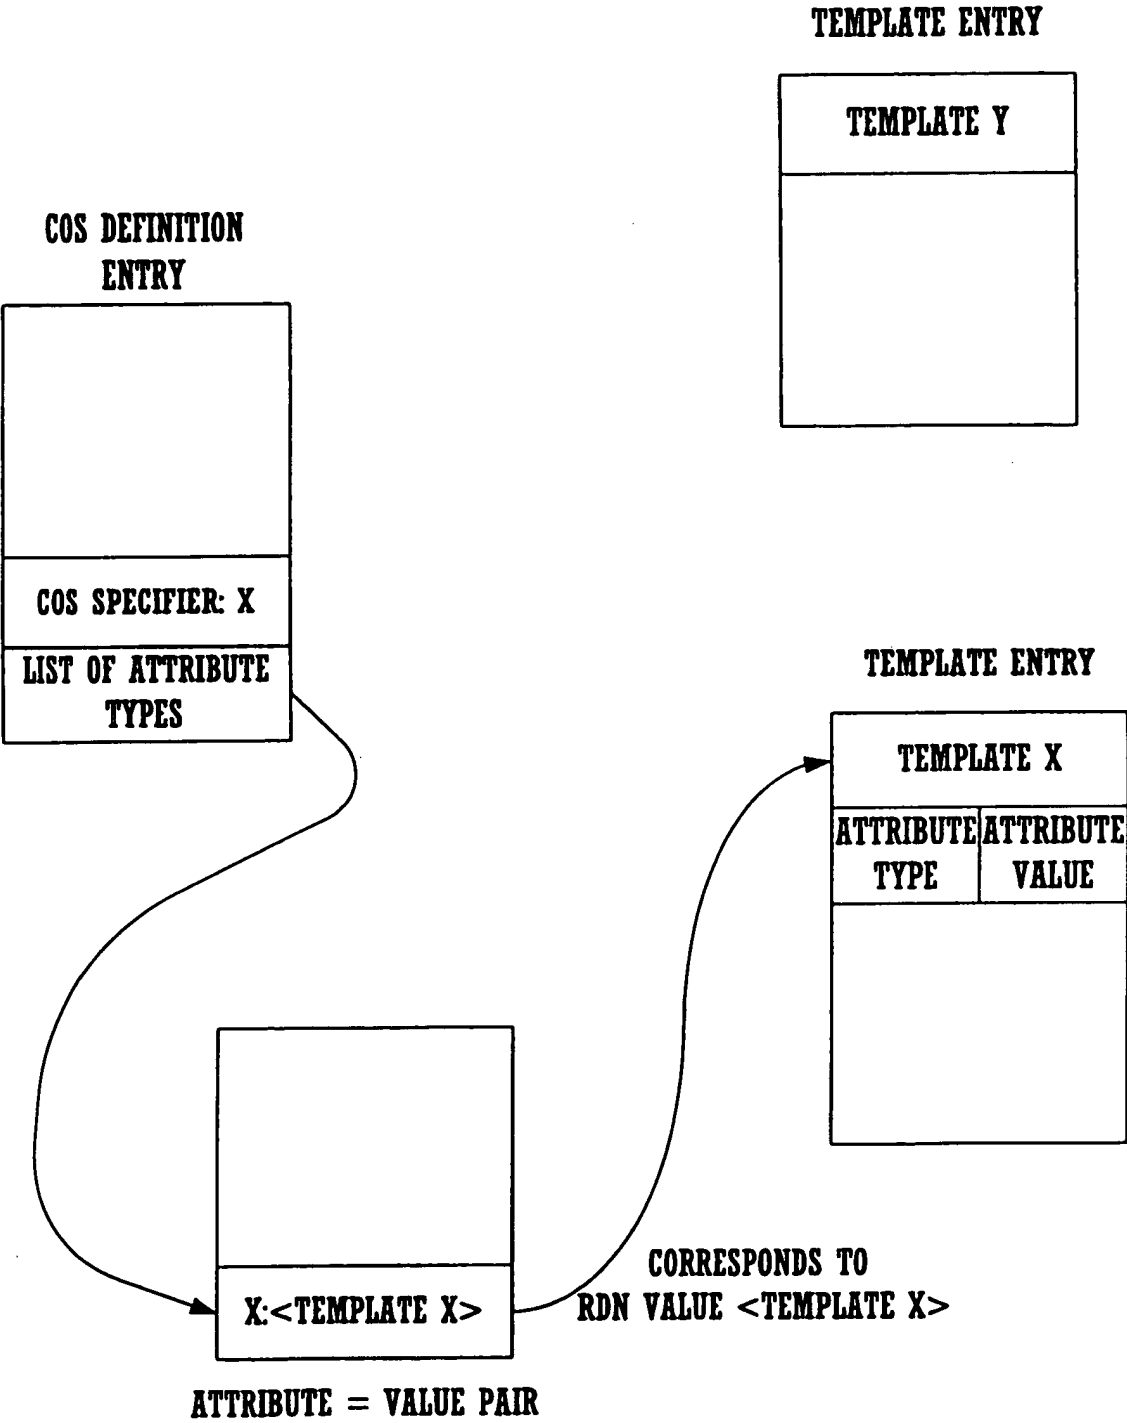 TEMPLATE ENTRY
TEMPLATE Y
COS DEFINITION
ENTRY
COS SPECIFIER: X
LIST OF ATTRIBUTE
TYPES
TEMPLATE ENTRY
TEMPLATE X
ATTRIBUTE TYPE
ATTRIBUTE VALUE
CORRESPONDS TO
RDN VALUE <TEMPLATE X>
X:<TEMPLATE X>
ATTRIBUTE = VALUE PAIR